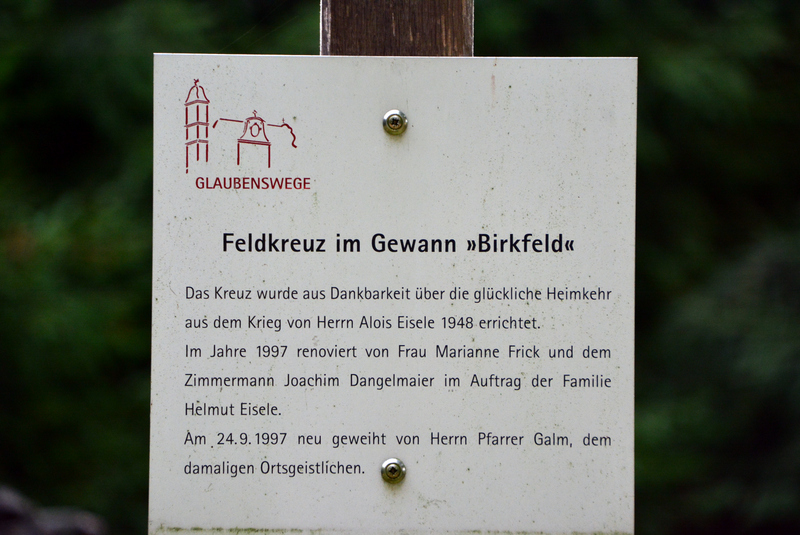 GLAUBENSWEGE
Feldkreuz im Gewann »Birkfeld«
Das Kreuz wurde aus Dankbarkeit über die glückliche Heimkehr
aus dem Krieg von Herrn Alois Eisele 1948 errichtet.
Im Jahre 1997 renoviert von Frau Marianne Frick und dem
Zimmermann Joachim Dangelmaier im Auftrag der Familie
Helmut Eisele.
Am 24.9.1997 neu geweiht von Herrn Pfarrer Galm, dem
damaligen Ortsgeistlichen.